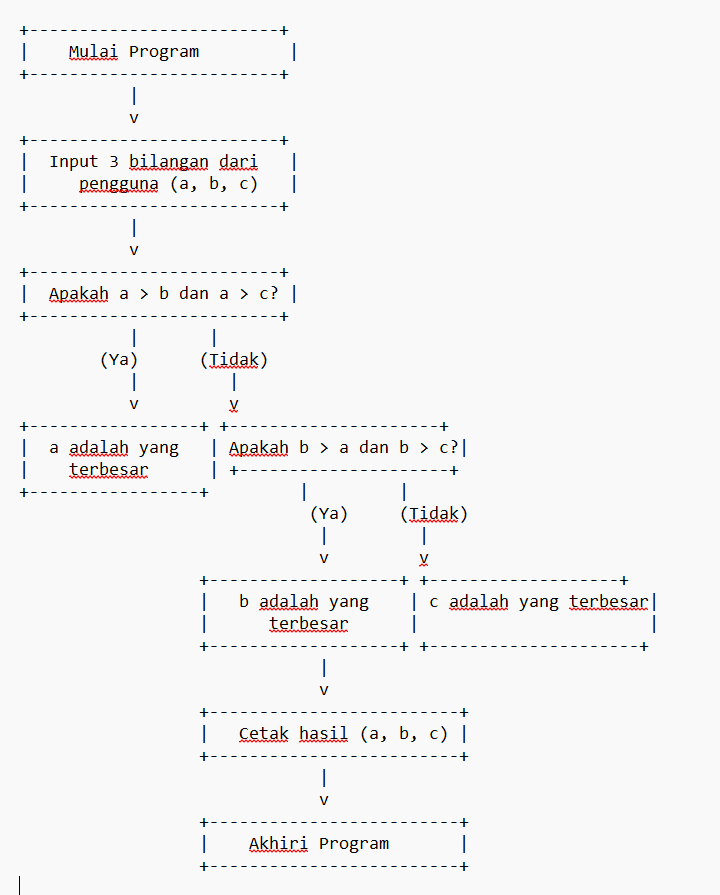 +--------------------------+
|    Mulai Program         |
+--------------------------+
|
v
+--------------------------+
|  Input 3 bilangan dari   |
|     pengguna (a, b, c)   |
+--------------------------+
|
v
+--------------------------+
|  Apakah a > b dan a > c? |
+--------------------------+
|       |
(Ya)      (Tidak)
|         |
v         v
+-----------------+ +---------------------+
|  a adalah yang   | Apakah b > a dan b > c?|
|    terbesar      | +---------------------+
+-----------------+         |         |
(Ya)     (Tidak)
|         |
v         v
+-------------------+ +-------------------+
|   b adalah yang    | c adalah yang terbesar|
|      terbesar      |                       |
+-------------------+ +---------------------+
|
v
+-------------------------+
|   Cetak hasil (a, b, c) |
+-------------------------+
|
v
+-------------------------+
|    Akhiri Program       |
+-------------------------+